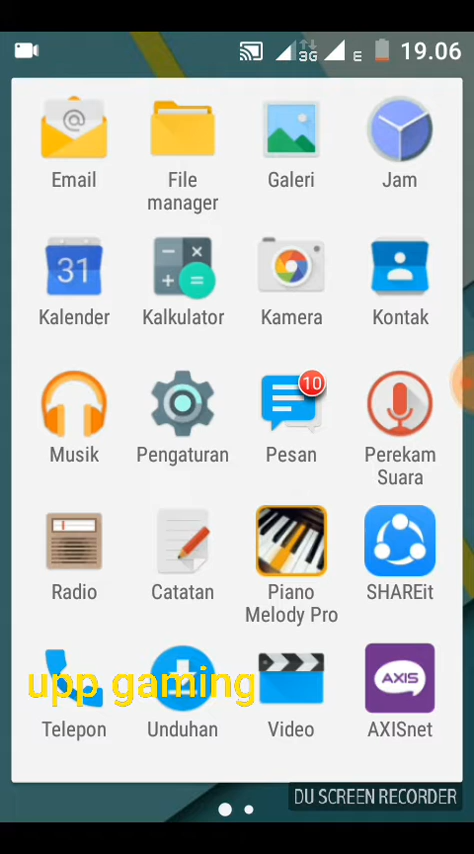 3G E 19.06
@
Email File manager Galeri Jam
31
Kalender Kalkulator Kamera Kontak
10
Musik Pengaturan Pesan Perekam Suara
Radio Catatan Piano Melody Pro SHAREit
upp gaming
AXIS
Telepon Unduhan Video AXISnet
DU SCREEN RECORDER